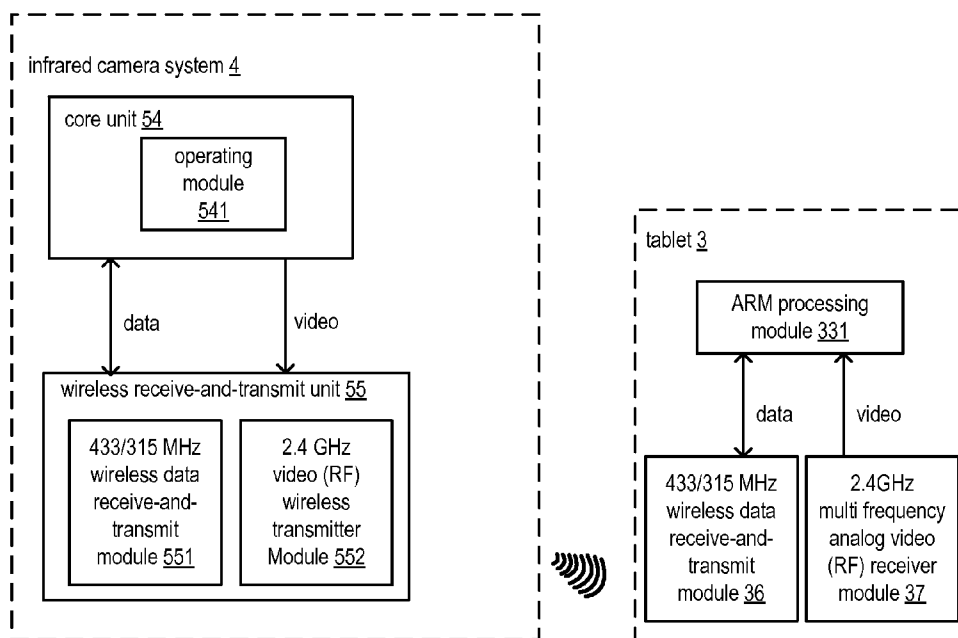 infrared camera system 4
core unit 54
operating
module
541
data
video
wireless receive-and-transmit unit 55
433/315 MHz
wireless data
receive-and-
transmit
module 551
2.4 GHz
video (RF)
wireless
transmitter
Module 552
tablet 3
ARM processing
module 331
data
video
433/315 MHz
wireless data
receive-and-
transmit
module 36
2.4GHz
multi frequency
analog video
(RF) receiver
module 37